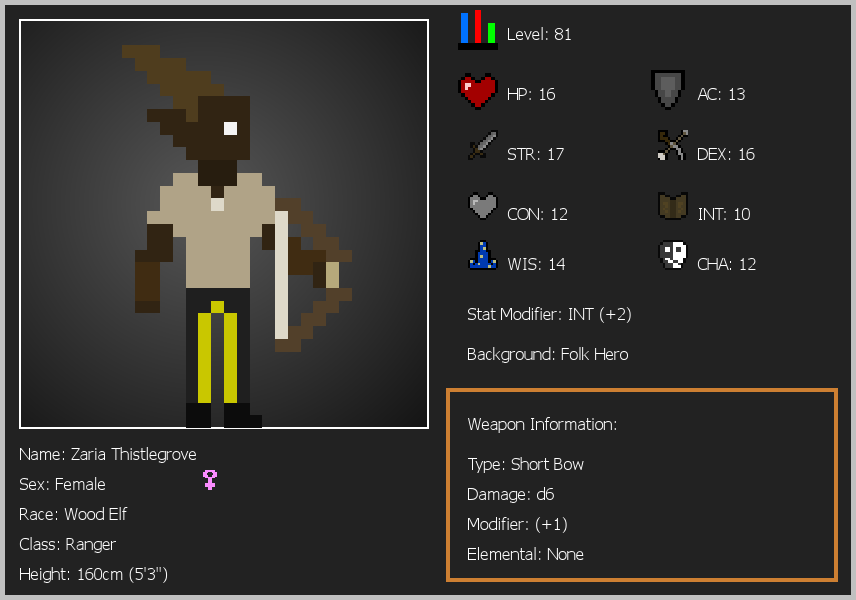 Level: 81
HP: 16
AC: 13
STR: 17
DEX: 16
CON: 12
INT: 10
WIS: 14
CHA: 12
Stat Modifier: INT (+2)
Background: Folk Hero
Weapon Information:
Type: Short Bow
Damage: d6
Modifier: (+1)
Elemental: None
Name: Zaria Thistlegrove
Sex: Female
Race: Wood Elf
Class: Ranger
Height: 160cm (5'3")